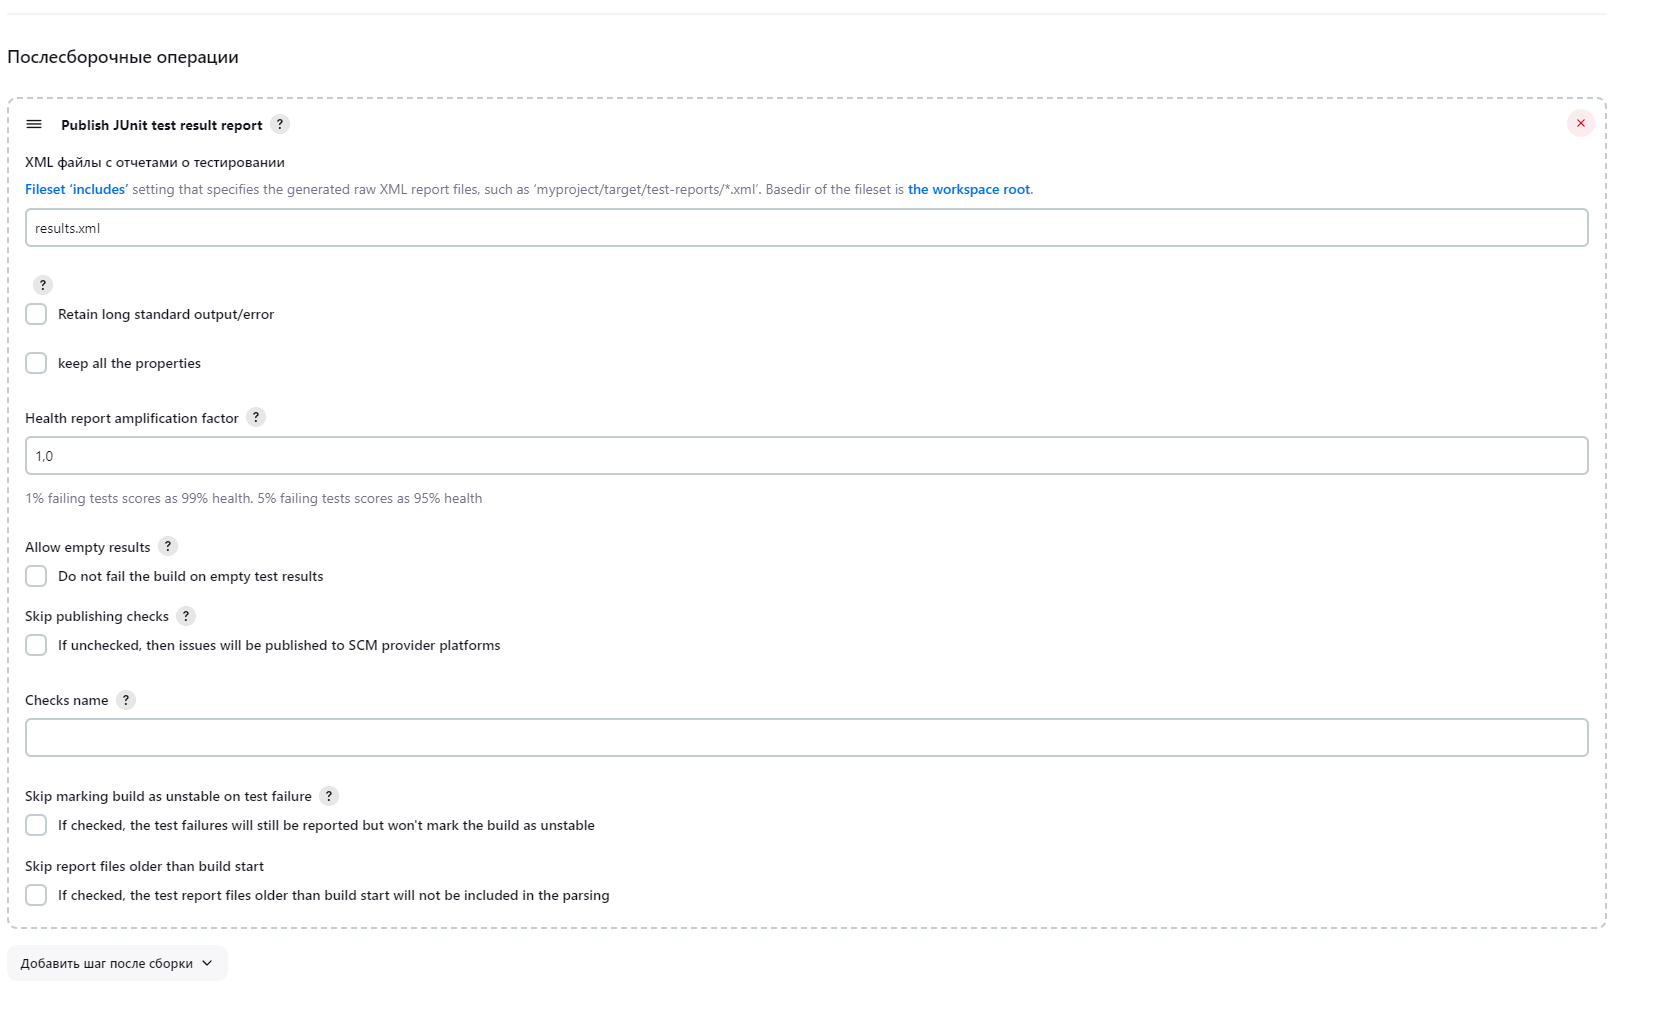 Послесборочные операции
Publish JUnit test result report ?
XML файлы с отчетами о тестировании
Fileset ‘includes’ setting that specifies the generated raw XML report files, such as ‘myproject/target/test-reports/*.xml’. Basedir of the fileset is the workspace root.
results.xml
?
Retain long standard output/error
keep all the properties
Health report amplification factor ?
1,0
1% failing tests scores as 99% health. 5% failing tests scores as 95% health
Allow empty results ?
Do not fail the build on empty test results
Skip publishing checks ?
If unchecked, then issues will be published to SCM provider platforms
Checks name ?
Skip marking build as unstable on test failure ?
If checked, the test failures will still be reported but won't mark the build as unstable
Skip report files older than build start
If checked, the test report files older than build start will not be included in the parsing
Добавить шаг после сборки